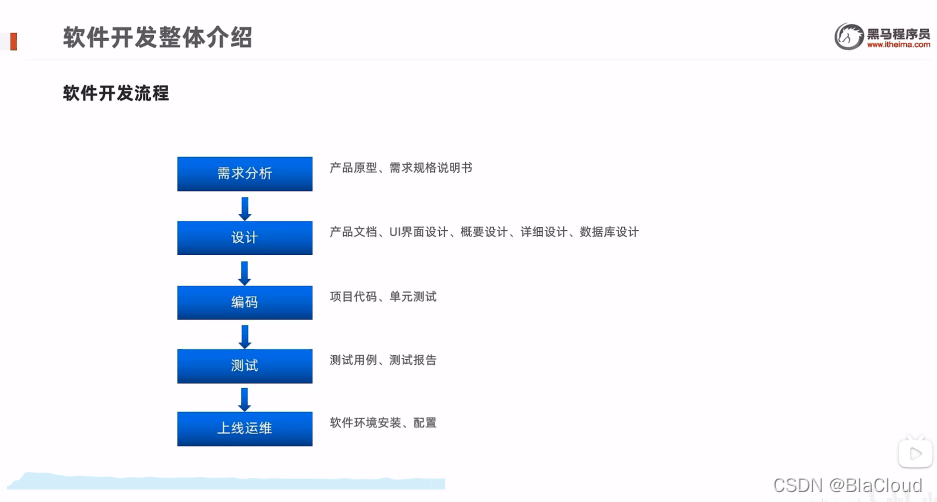 软件开发整体介绍
黑马程序员
www.itheima.com
软件开发流程
需求分析
产品原型、需求规格说明书
设计
产品文档、UI界面设计、概要设计、详细设计、数据库设计
编码
项目代码、单元测试
测试
测试用例、测试报告
上线运维
软件环境安装、配置
CSDN @BlaCloud